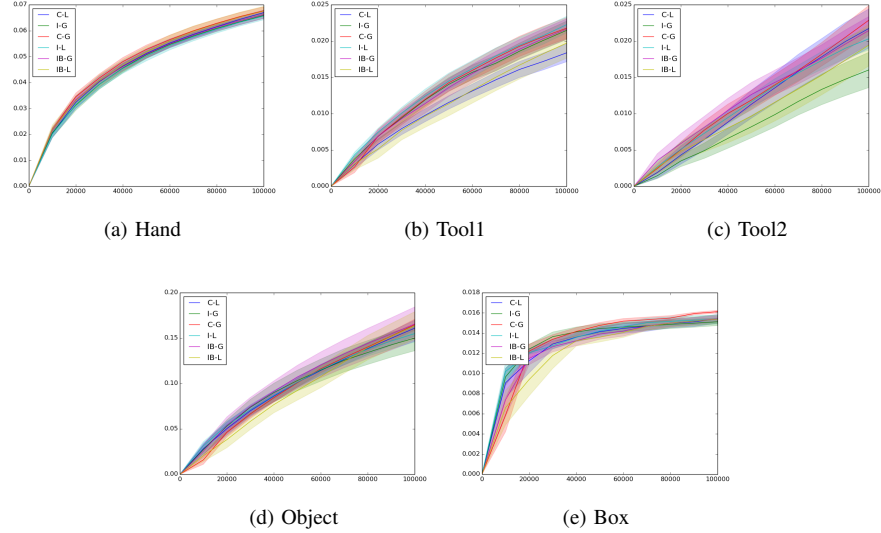 0.07
0.06
0.05
0.04
0.03
0.02
0.01
0.00
C-L
I-G
C-G
I-L
IB-G
IB-L
0 20000 40000 60000 80000 100000
(a) Hand
0.025
0.020
0.015
0.010
0.005
0.000
C-L
I-G
C-G
I-L
IB-G
IB-L
0 20000 40000 60000 80000 100000
(b) Tool1
0.025
0.020
0.015
0.010
0.005
0.000
C-L
I-G
C-G
I-L
IB-G
IB-L
0 20000 40000 60000 80000 100000
(c) Tool2
0.20
0.15
0.10
0.05
0.00
C-L
I-G
C-G
I-L
IB-G
IB-L
0 20000 40000 60000 80000 100000
(d) Object
0.018
0.016
0.014
0.012
0.010
0.008
0.006
0.004
0.002
0.000
C-L
I-G
C-G
I-L
IB-G
IB-L
0 20000 40000 60000 80000 100000
(e) Box